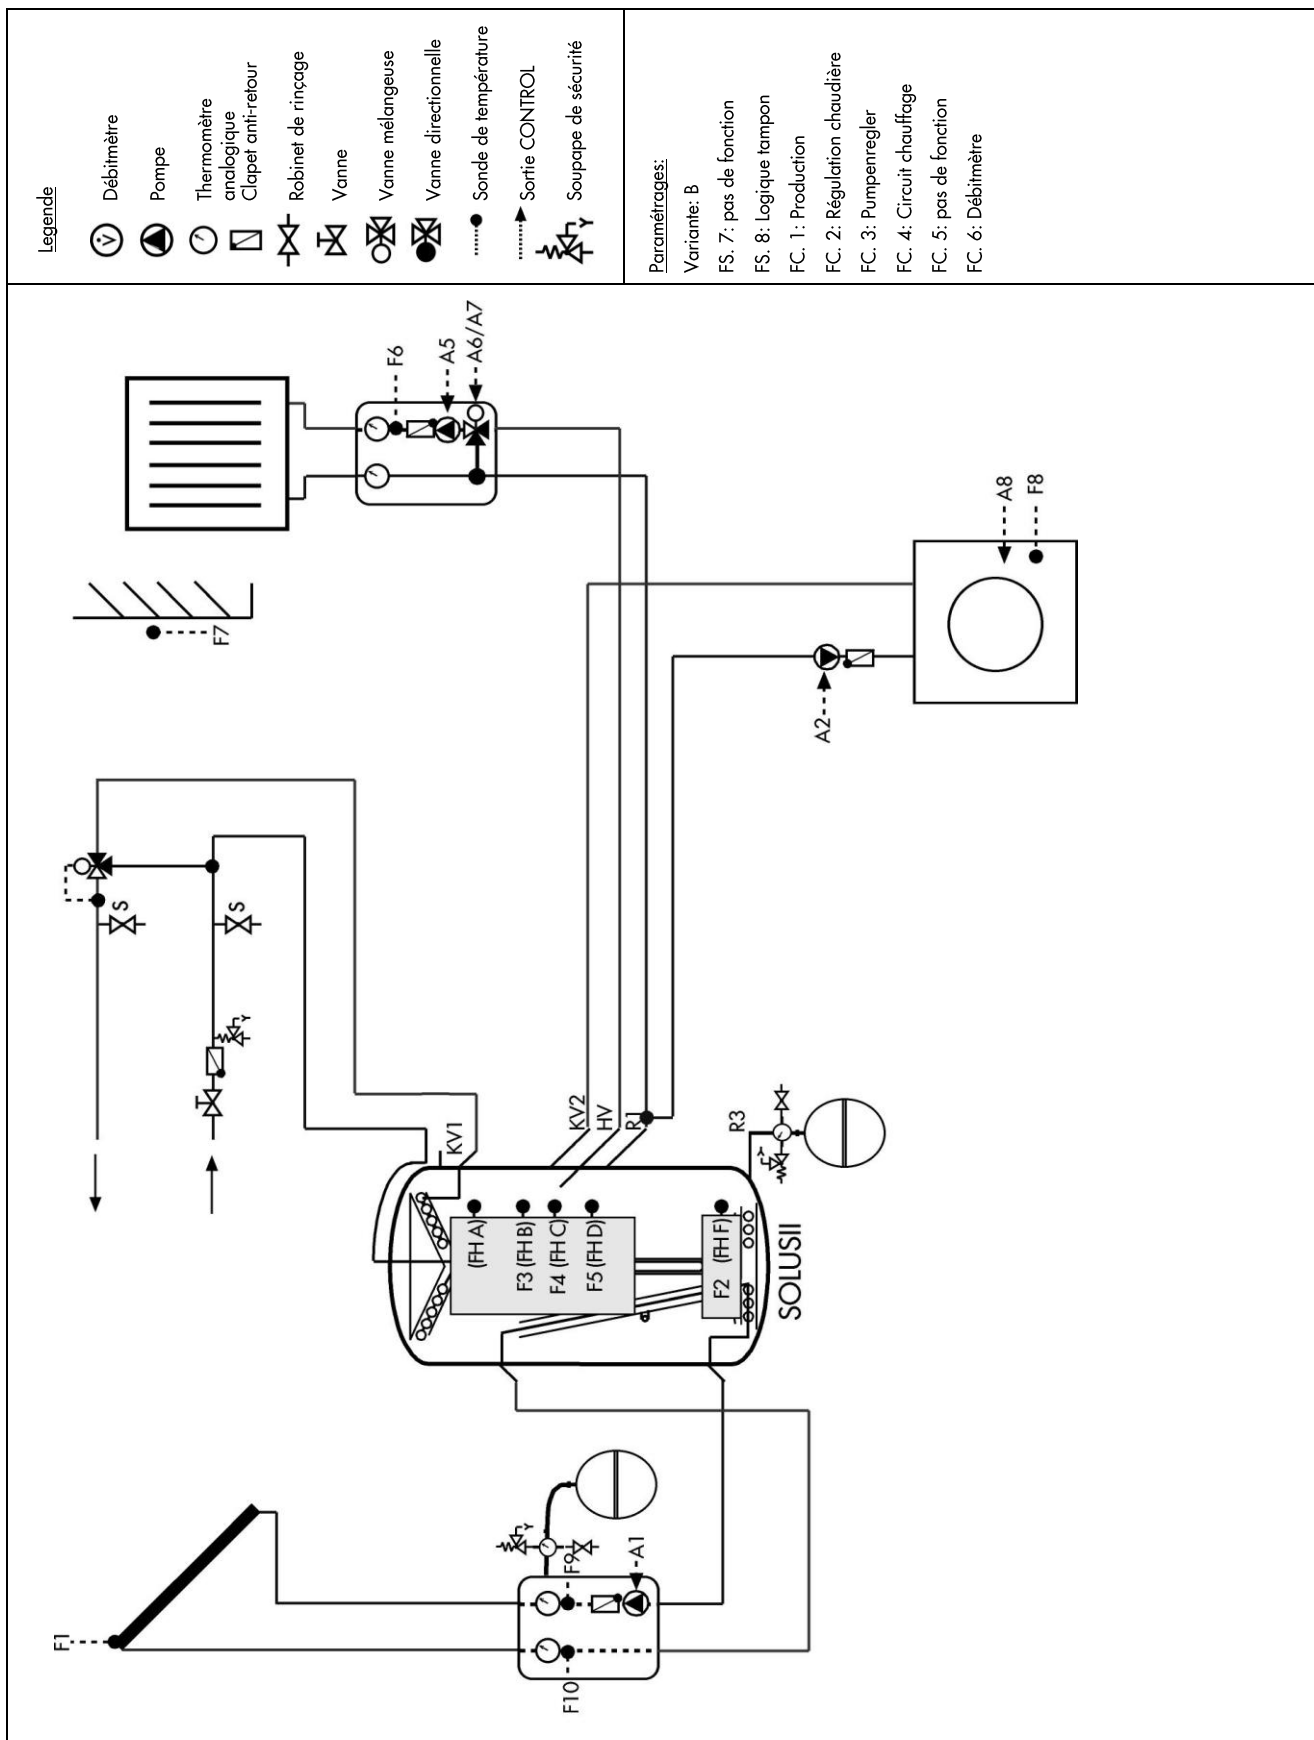 Legende
Débitmètre
Pompe
Thermomètre
analogique
Clapet anti-retour
Robinet de rinçage
Vanne
Vanne mélangeuse
Vanne directionnelle
Sonde de température
Sortie CONTROL
Soupape de sécurité
Paramétrages:
Variante: B
FS. 7: pas de fonction
FS. 8: Logique tampon
FC. 1: Production
FC. 2: Régulation chaudière
FC. 3: Pumpenregler
FC. 4: Circuit chauffage
FC. 5: pas de fonction
FC. 6: Débitmètre
F1
F10
F9
A1
S
S
KV1
KV2
HV
R1
R3
(FH A)
F3 (FH B)
F4 (FH C)
F5 (FH D)
F2 (FH F)
SOLUSII
F7
F6
A5
A6/A7
A2
A8
F8